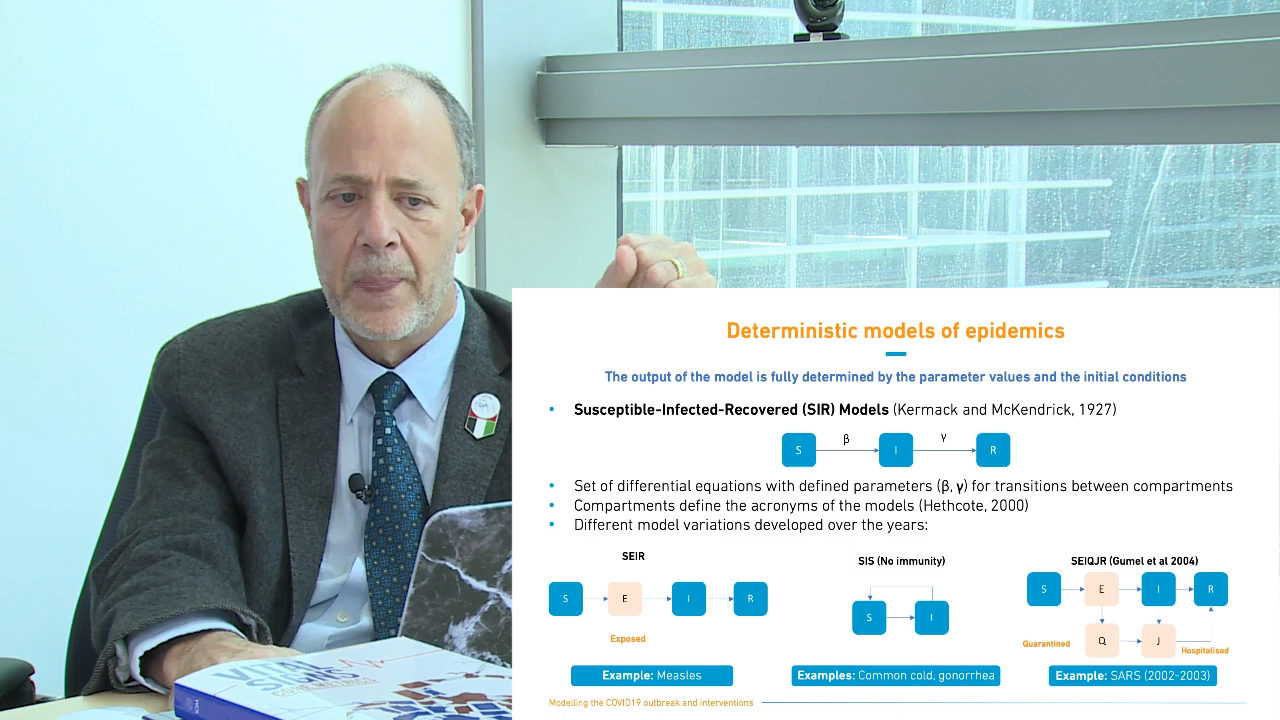 Deterministic models of epidemics
The output of the model is fully determined by the parameter values and the initial conditions
• Susceptible-Infected-Recovered (SIR) Models (Kermack and McKendrick, 1927)
β γ
S I R
• Set of differential equations with defined parameters (β, γ) for transitions between compartments
• Compartments define the acronyms of the models (Hethcote, 2000)
• Different model variations developed over the years:
SEIR
S E I R
Exposed
Example: Measles
SIS (No immunity)
S I
Examples: Common cold, gonorrhea
SEIQJR (Gumel et al 2004)
S E I R
Quarantined Q J Hospitalised
Example: SARS (2002-2003)
Modelling the COVID19 outbreak and interventions
VITAL
SIGNS